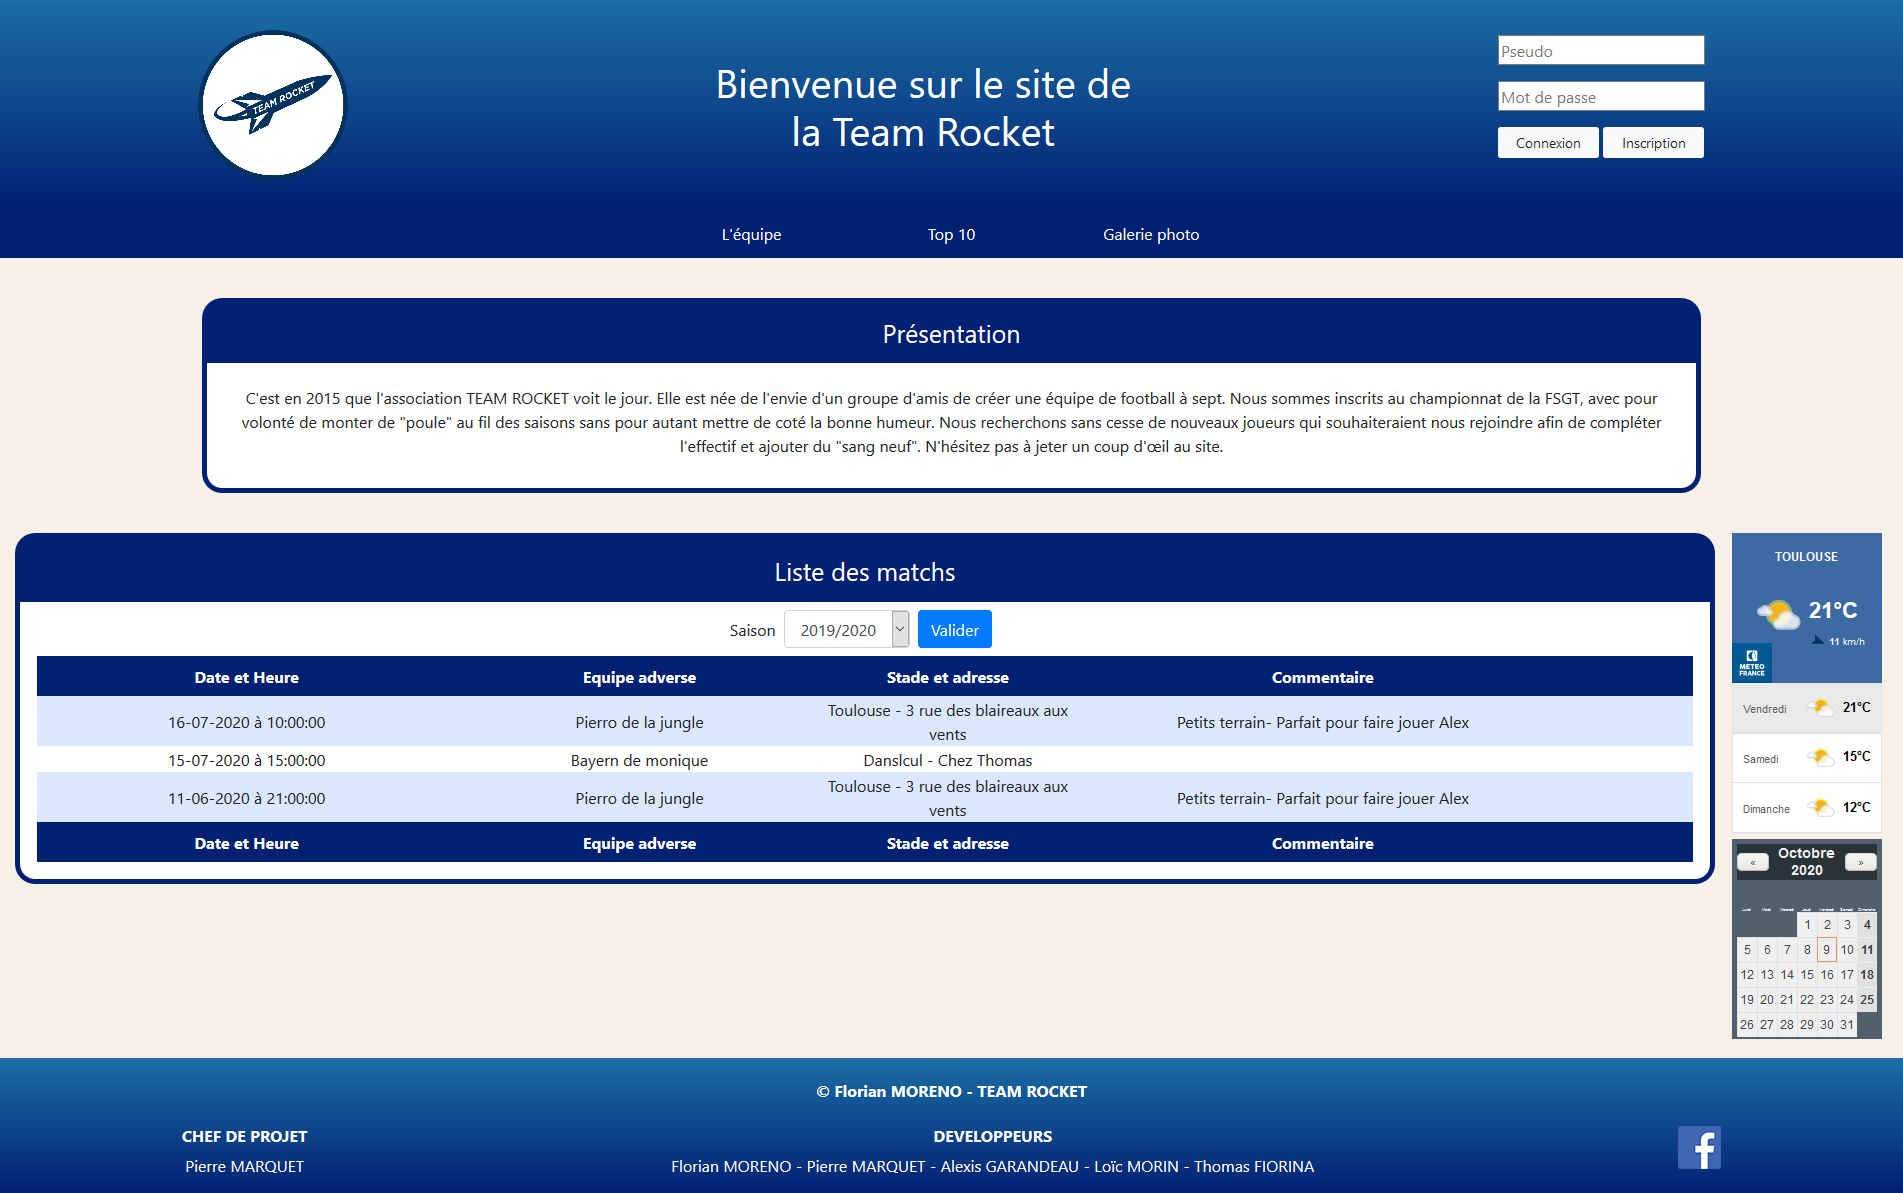 TEAM ROCKET
Bienvenue sur le site de
la Team Rocket
Pseudo
Mot de passe
Connexion Inscription
L'équipe Top 10 Galerie photo
Présentation
C'est en 2015 que l'association TEAM ROCKET voit le jour. Elle est née de l'envie d'un groupe d'amis de créer une équipe de football à sept. Nous sommes inscrits au championnat de la FSGT, avec pour
volonté de monter de "poule" au fil des saisons sans pour autant mettre de coté la bonne humeur. Nous recherchons sans cesse de nouveaux joueurs qui souhaiteraient nous rejoindre afin de compléter
l'effectif et ajouter du "sang neuf". N'hésitez pas à jeter un coup d'œil au site.
Liste des matchs
Saison 2019/2020 Valider
Date et Heure Equipe adverse Stade et adresse Commentaire
16-07-2020 à 10:00:00 Pierro de la jungle Toulouse - 3 rue des blaireaux aux vents Petits terrain- Parfait pour faire jouer Alex
15-07-2020 à 15:00:00 Bayern de monique Danslcul - Chez Thomas
11-06-2020 à 21:00:00 Pierro de la jungle Toulouse - 3 rue des blaireaux aux vents Petits terrain- Parfait pour faire jouer Alex
Date et Heure Equipe adverse Stade et adresse Commentaire
TOULOUSE
21°C
11 km/h
METEO
FRANCE
Vendredi 21°C
Samedi 15°C
Dimanche 12°C
« Octobre 2020 »
Lundi Mardi Mercredi Jeudi Vendredi Samedi Dimanche
1 2 3 4
5 6 7 8 9 10 11
12 13 14 15 16 17 18
19 20 21 22 23 24 25
26 27 28 29 30 31
© Florian MORENO - TEAM ROCKET
CHEF DE PROJET
Pierre MARQUET
DEVELOPPEURS
Florian MORENO - Pierre MARQUET - Alexis GARANDEAU - Loïc MORIN - Thomas FIORINA
f